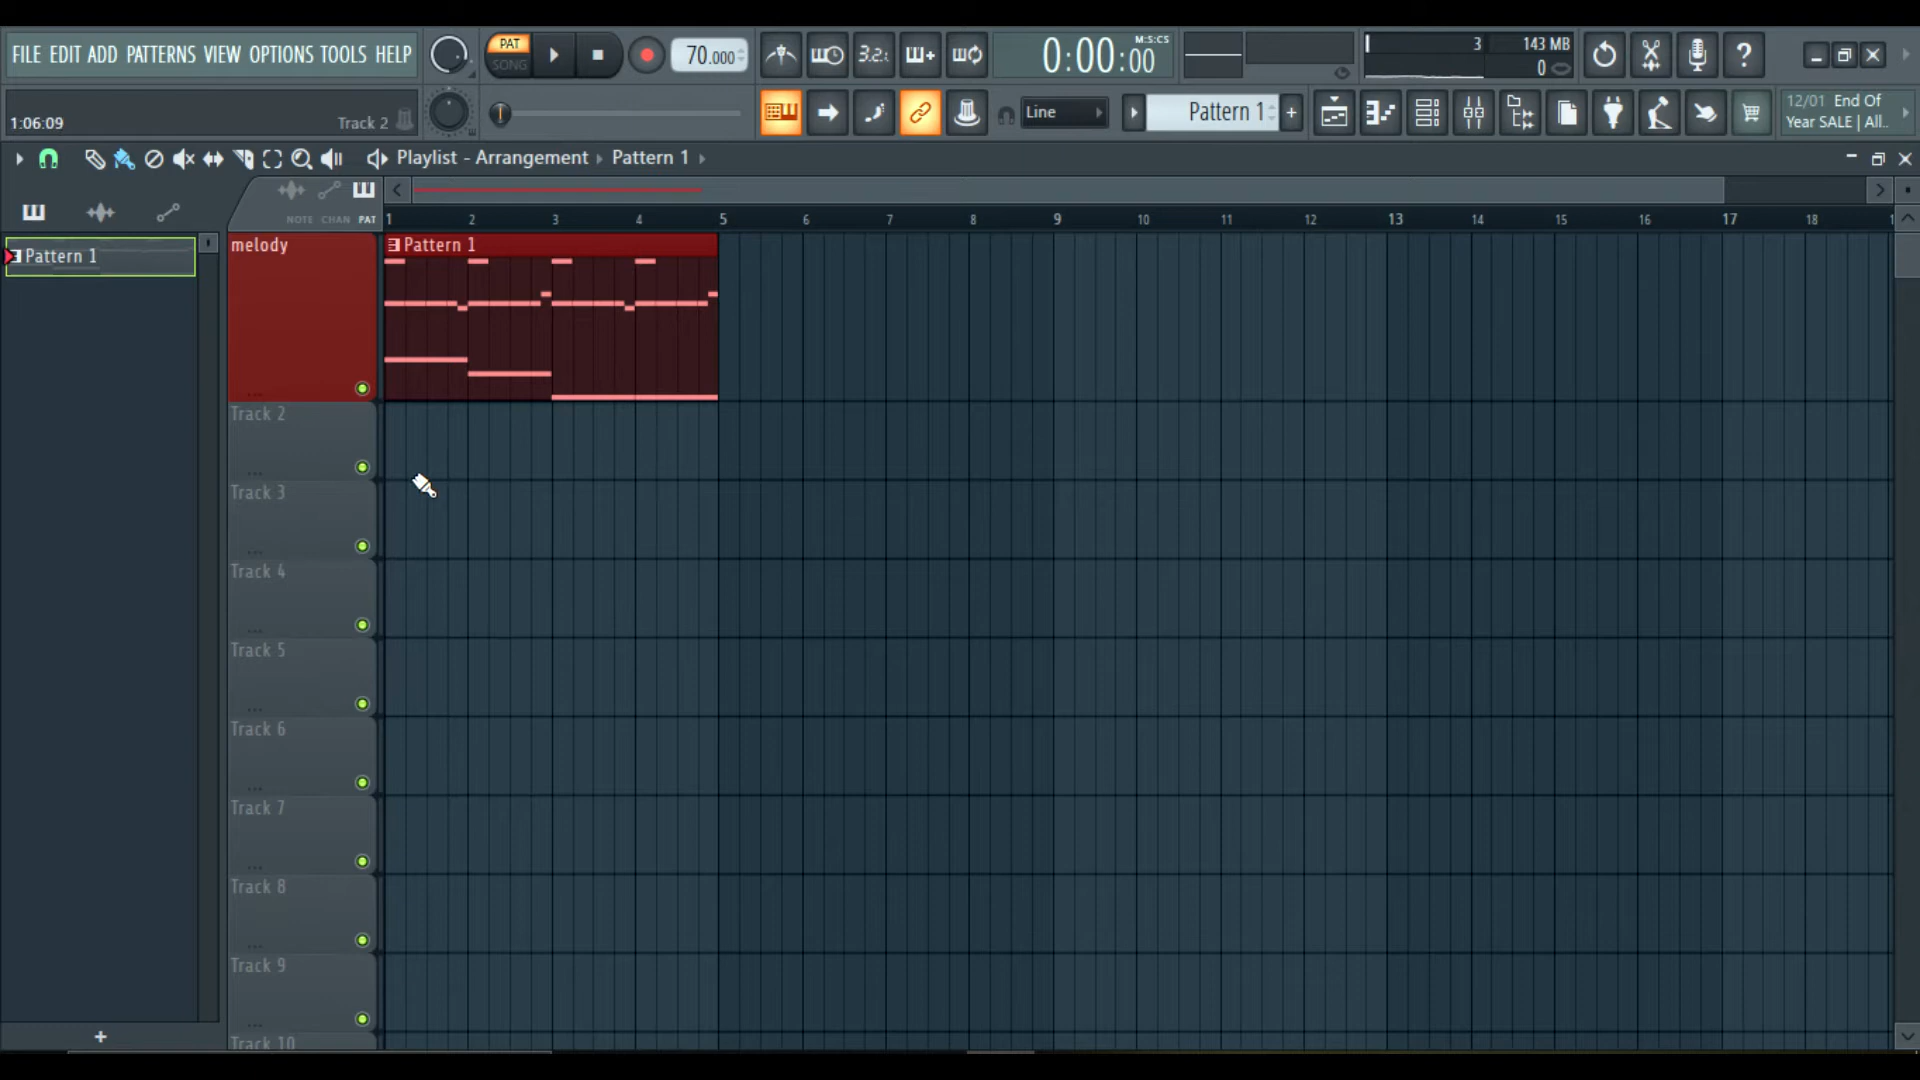 FILE EDIT ADD PATTERNS VIEW OPTIONS TOOLS HELP
PAT
SONG
70.000
3.2.
0:00:00
M:S:CS
3
143 MB
0
?
1:06:09
Track 2
Line
Pattern 1
+
12/01 End Of
Year SALE | All..
Playlist - Arrangement
Pattern 1
NOTE CHAN PAT
1 2 3 4 5 6 7 8 9 10 11 12 13 14 15 16 17 18
Pattern 1
melody
Pattern 1
Track 2
Track 3
Track 4
Track 5
Track 6
Track 7
Track 8
Track 9
Track 10
+